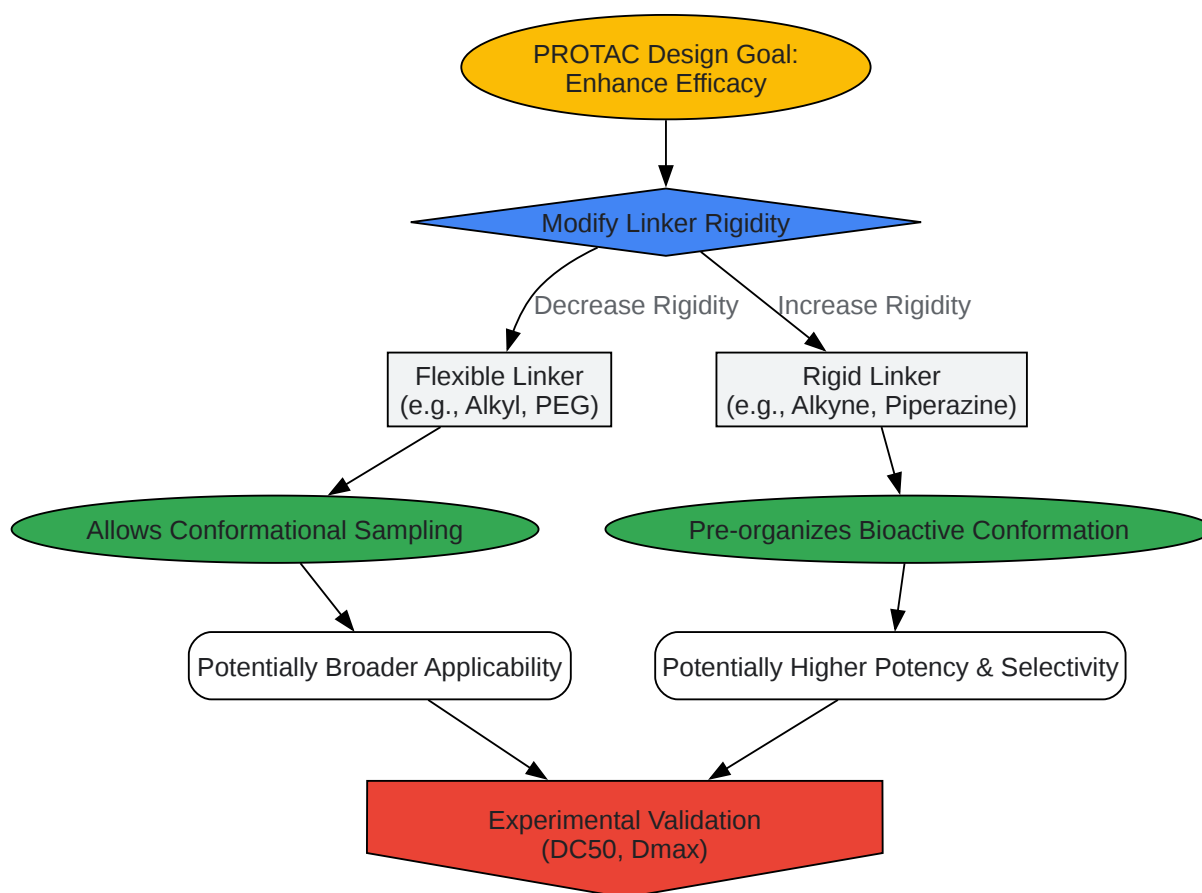 PROTAC Design Goal:
Enhance Efficacy
Modify Linker Rigidity
Decrease Rigidity
Increase Rigidity
Flexible Linker
(e.g., Alkyl, PEG)
Rigid Linker
(e.g., Alkyne, Piperazine)
Allows Conformational Sampling
Pre-organizes Bioactive Conformation
Potentially Broader Applicability
Potentially Higher Potency & Selectivity
Experimental Validation
(DC50, Dmax)